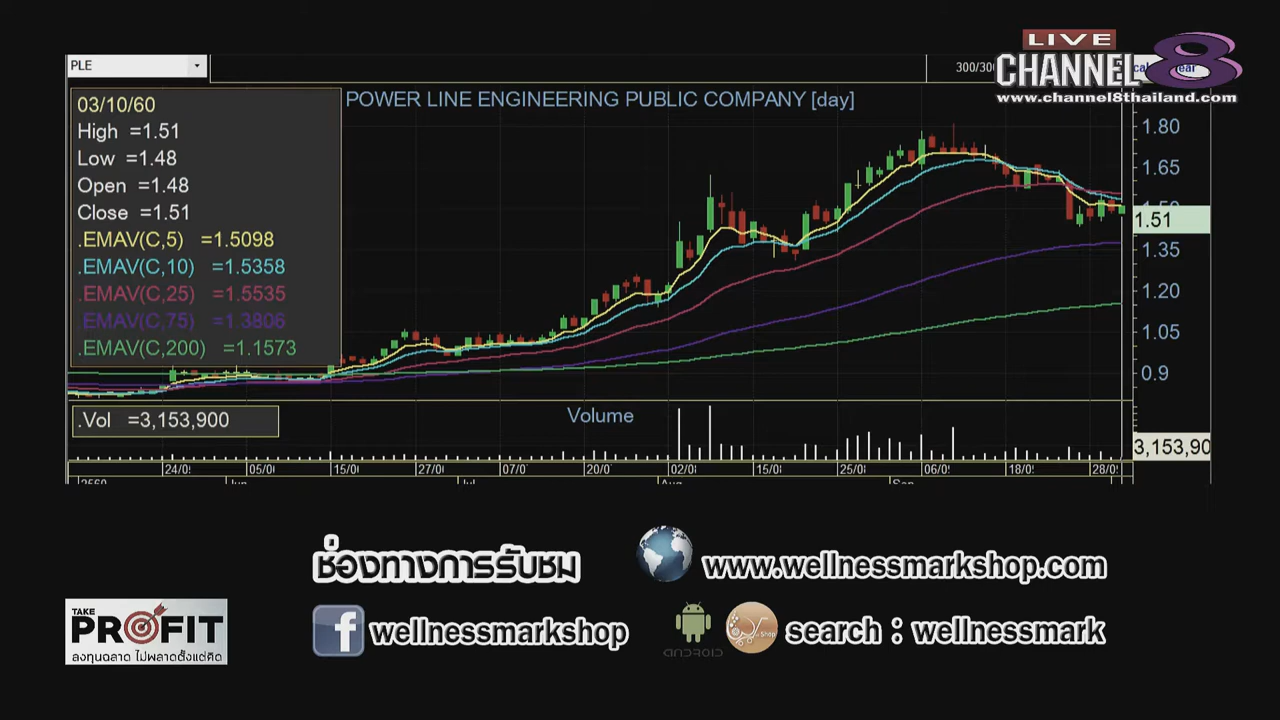 PLE
300/300
LIVE
CHANNEL 8
www.channel8thailand.com
03/10/60
High =1.51
Low =1.48
Open =1.48
Close =1.51
.EMAV(C,5) =1.5098
.EMAV(C,10) =1.5358
.EMAV(C,25) =1.5535
.EMAV(C,75) =1.3806
.EMAV(C,200) =1.1573
POWER LINE ENGINEERING PUBLIC COMPANY [day]
1.80
1.65
1.51
1.35
1.20
1.05
0.9
.Vol =3,153,900
Volume
3,153,90
24/0 05/0 15/0 27/0 07/0 20/0 02/0 15/0 25/0 06/0 18/0 28/0
2560 Jun Jul Aug Sep
ช่องทางการรับชม
www.wellnessmarkshop.com
TAKE
PROFIT
ลงทุนฉลาด ไม่พลาดตั้งแต่คิด
wellnessmarkshop
ANDROID
search : wellnessmark